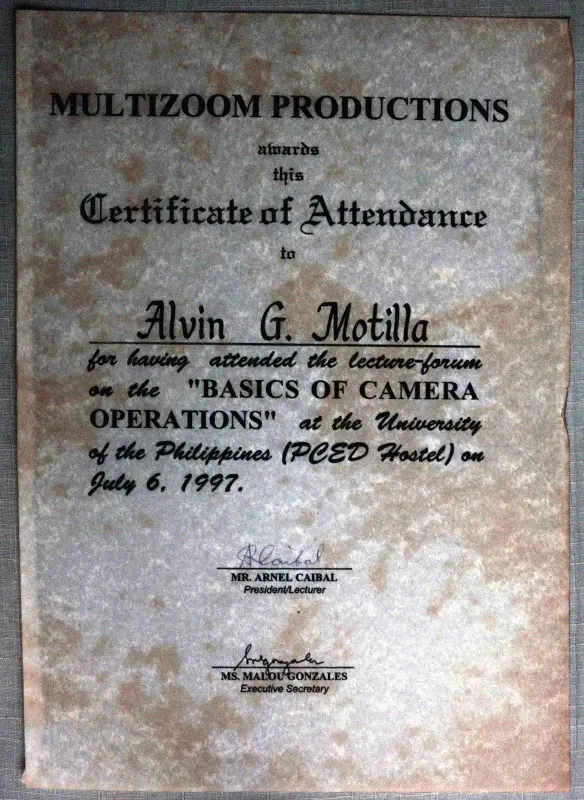 MULTIZOOM PRODUCTIONS
awards
this
Certificate of Attendance
to
Alvin G. Motilla
for having attended the lecture-forum
on the "BASICS OF CAMERA
OPERATIONS" at the University
of the Philippines (PCED Hostel) on
July 6, 1997.
ACaibal
MR. ARNEL CAIBAL
President/Lecturer
MS. MALOU GONZALES
Executive Secretary